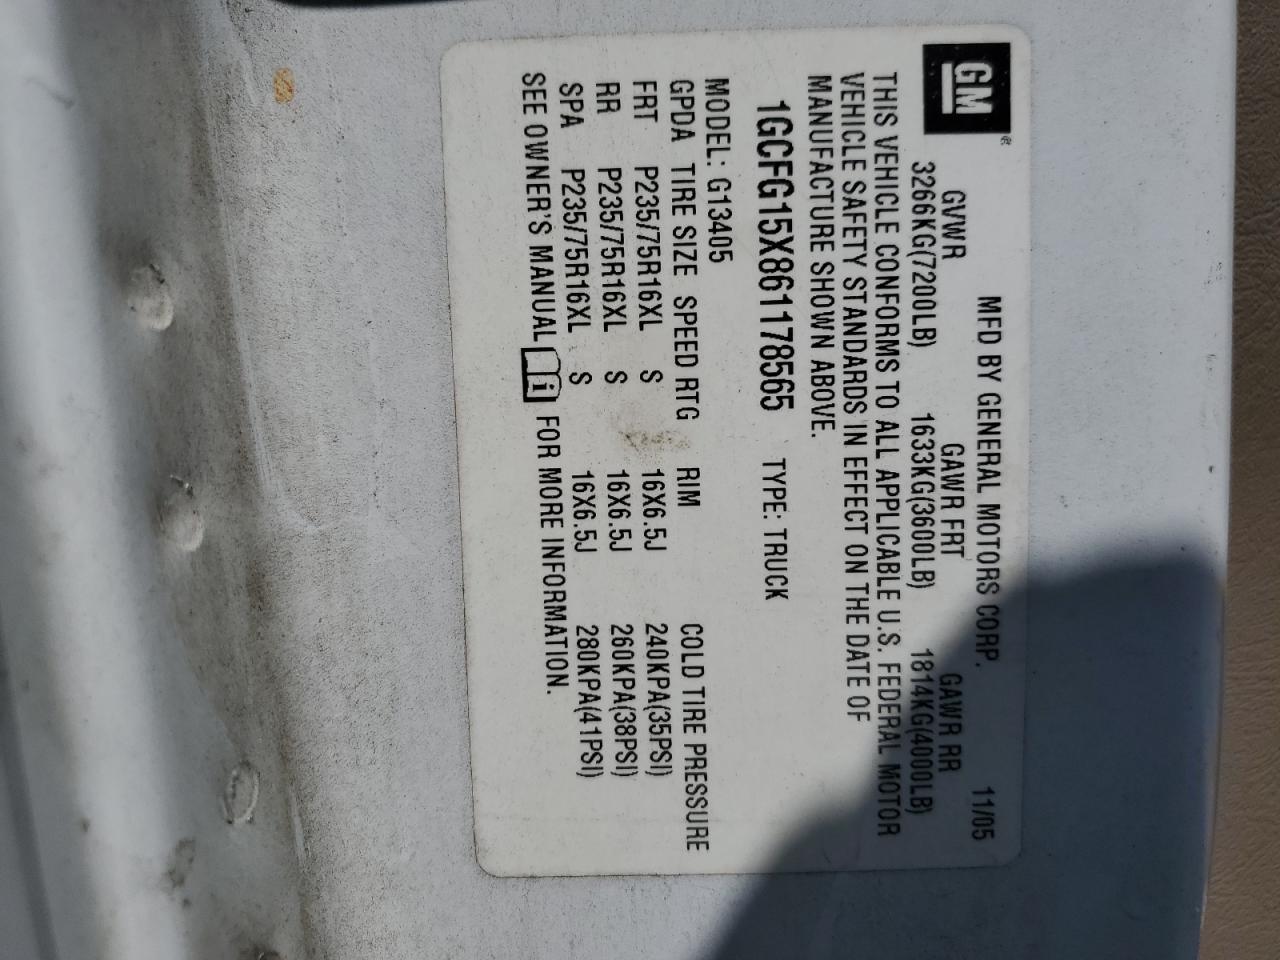 GM®
MFD BY GENERAL MOTORS CORP. 11/05
GVWR GAWR FRT GAWR RR
3266KG(7200LB) 1633KG(3600LB) 1814KG(4000LB)
THIS VEHICLE CONFORMS TO ALL APPLICABLE U.S. FEDERAL MOTOR
VEHICLE SAFETY STANDARDS IN EFFECT ON THE DATE OF
MANUFACTURE SHOWN ABOVE.
1GCFG15X861178565 TYPE: TRUCK
MODEL: G13405
GPDA TIRE SIZE SPEED RTG RIM COLD TIRE PRESSURE
FRT P235/75R16XL S 16X6.5J 240KPA(35PSI)
RR P235/75R16XL S 16X6.5J 260KPA(38PSI)
SPA P235/75R16XL S 16X6.5J 280KPA(41PSI)
SEE OWNER'S MANUAL i FOR MORE INFORMATION.